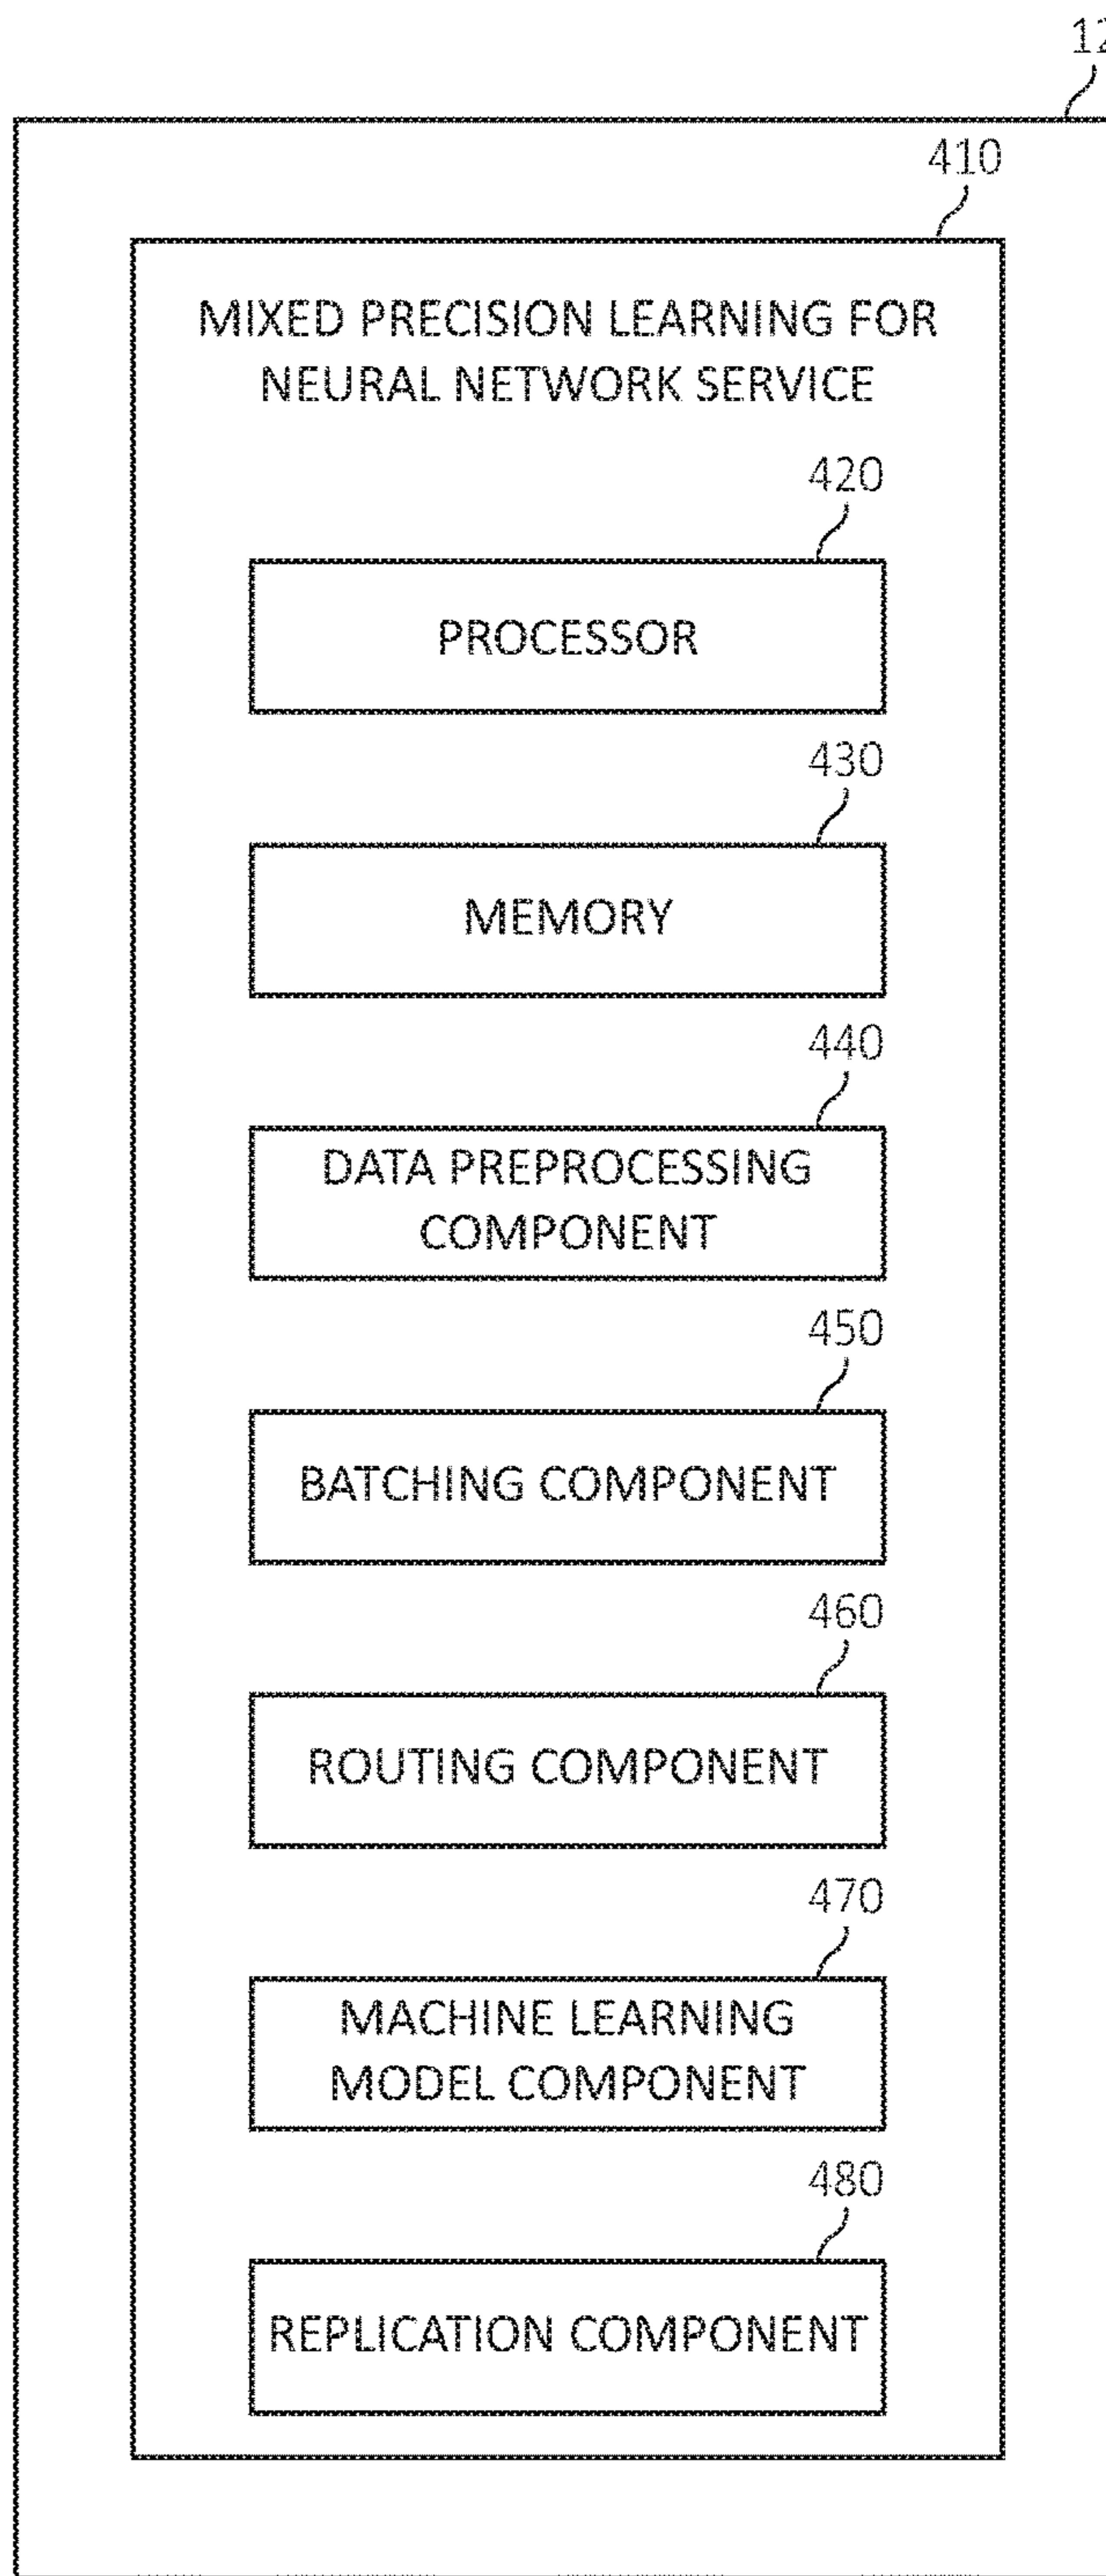 12
410
MIXED PRECISION LEARNING FOR
NEURAL NETWORK SERVICE
420
PROCESSOR
430
MEMORY
440
DATA PREPROCESSING
COMPONENT
450
BATCHING COMPONENT
460
ROUTING COMPONENT
470
MACHINE LEARNING
MODEL COMPONENT
480
REPLICATION COMPONENT